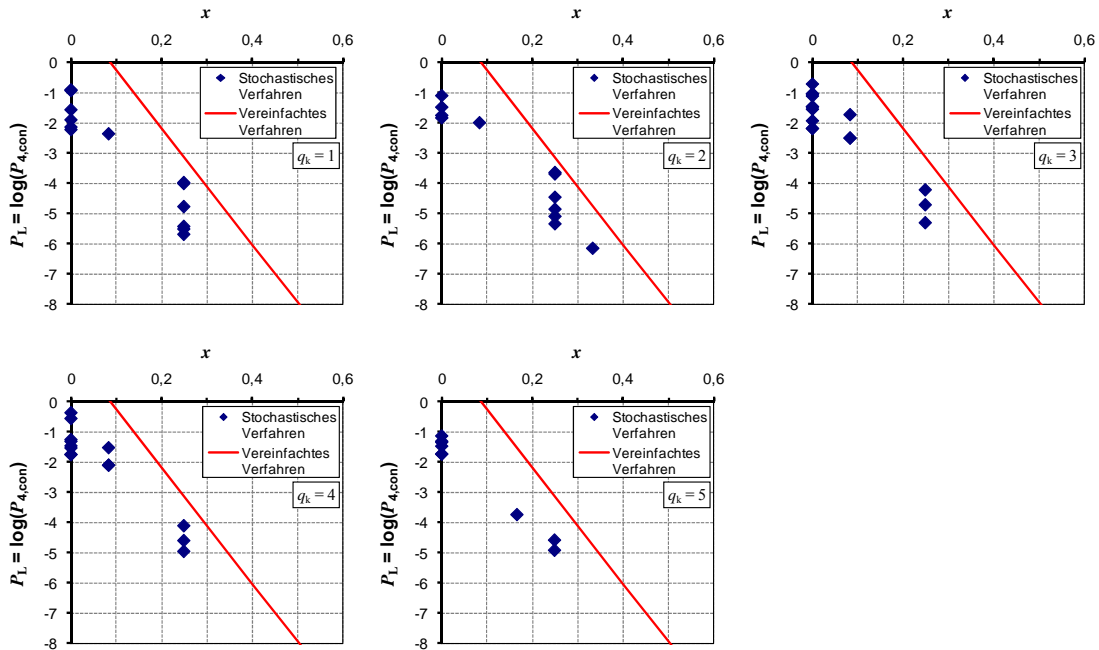 x
0 0,2 0,4 0,6
0
-1
-2
-3
-4
-5
-6
-7
-8
P_L = log(P_4,con)
Stochastisches
Verfahren
Vereinfachtes
Verfahren
q_k = 1
x
0 0,2 0,4 0,6
0
-1
-2
-3
-4
-5
-6
-7
-8
P_L = log(P_4,con)
Stochastisches
Verfahren
Vereinfachtes
Verfahren
q_k = 2
x
0 0,2 0,4 0,6
0
-1
-2
-3
-4
-5
-6
-7
-8
P_L = log(P_4,con)
Stochastisches
Verfahren
Vereinfachtes
Verfahren
q_k = 3
x
0 0,2 0,4 0,6
0
-1
-2
-3
-4
-5
-6
-7
-8
P_L = log(P_4,con)
Stochastisches
Verfahren
Vereinfachtes
Verfahren
q_k = 4
x
0 0,2 0,4 0,6
0
-1
-2
-3
-4
-5
-6
-7
-8
P_L = log(P_4,con)
Stochastisches
Verfahren
Vereinfachtes
Verfahren
q_k = 5